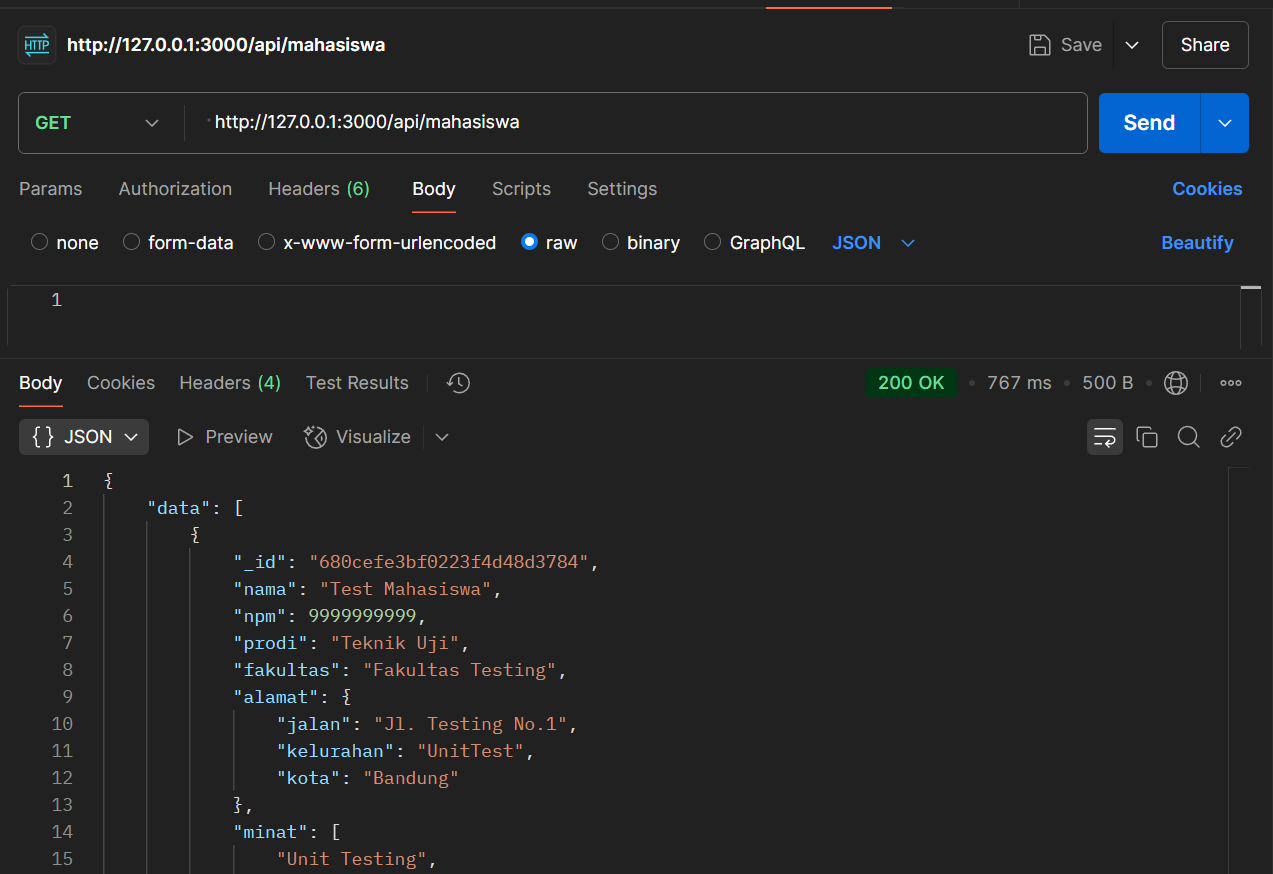 HTTP http://127.0.0.1:3000/api/mahasiswa Save Share
GET http://127.0.0.1:3000/api/mahasiswa Send
Params Authorization Headers (6) Body Scripts Settings Cookies
none form-data x-www-form-urlencoded raw binary GraphQL JSON Beautify
1
Body Cookies Headers (4) Test Results 200 OK • 767 ms • 500 B •
{} JSON Preview Visualize
1 {
2 "data": [
3 {
4 "_id": "680cefe3bf0223f4d48d3784",
5 "nama": "Test Mahasiswa",
6 "npm": 9999999999,
7 "prodi": "Teknik Uji",
8 "fakultas": "Fakultas Testing",
9 "alamat": {
10 "jalan": "Jl. Testing No.1",
11 "kelurahan": "UnitTest",
12 "kota": "Bandung"
13 },
14 "minat": [
15 "Unit Testing",